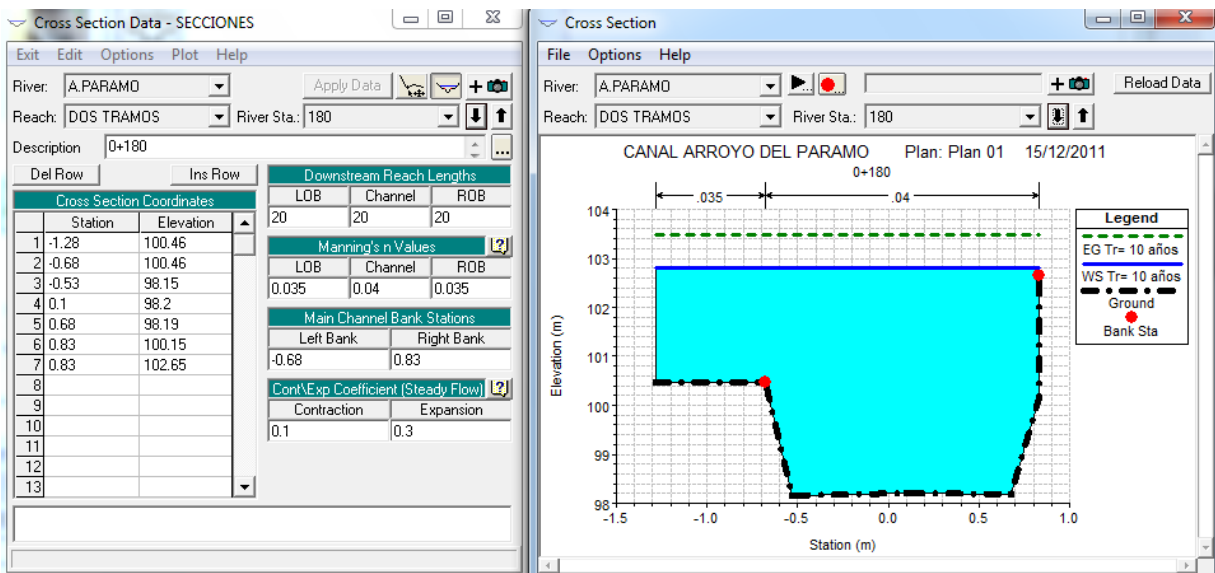 Cross Section Data - SECCIONES
Exit Edit Options Plot Help
River: A.PARAMO Apply Data
Reach: DOS TRAMOS River Sta.: 180
Description 0+180 ...
Del Row Ins Row
Cross Section Coordinates
Station Elevation
1 -1.28 100.46
2 -0.68 100.46
3 -0.53 98.15
4 0.1 98.2
5 0.68 98.19
6 0.83 100.15
7 0.83 102.65
8
9
10
11
12
13
Downstream Reach Lengths
LOB Channel ROB
20 20 20
Manning's n Values ?
LOB Channel ROB
0.035 0.04 0.035
Main Channel Bank Stations
Left Bank Right Bank
-0.68 0.83
Cont\Exp Coefficient (Steady Flow) ?
Contraction Expansion
0.1 0.3
Cross Section
File Options Help
River: A.PARAMO Reload Data
Reach: DOS TRAMOS River Sta.: 180
CANAL ARROYO DEL PARAMO Plan: Plan 01 15/12/2011
0+180
.035 .04
104
103
102
101
100
99
98
Elevation (m)
-1.5 -1.0 -0.5 0.0 0.5 1.0
Station (m)
Legend
EG Tr= 10 años
WS Tr= 10 años
Ground
Bank Sta